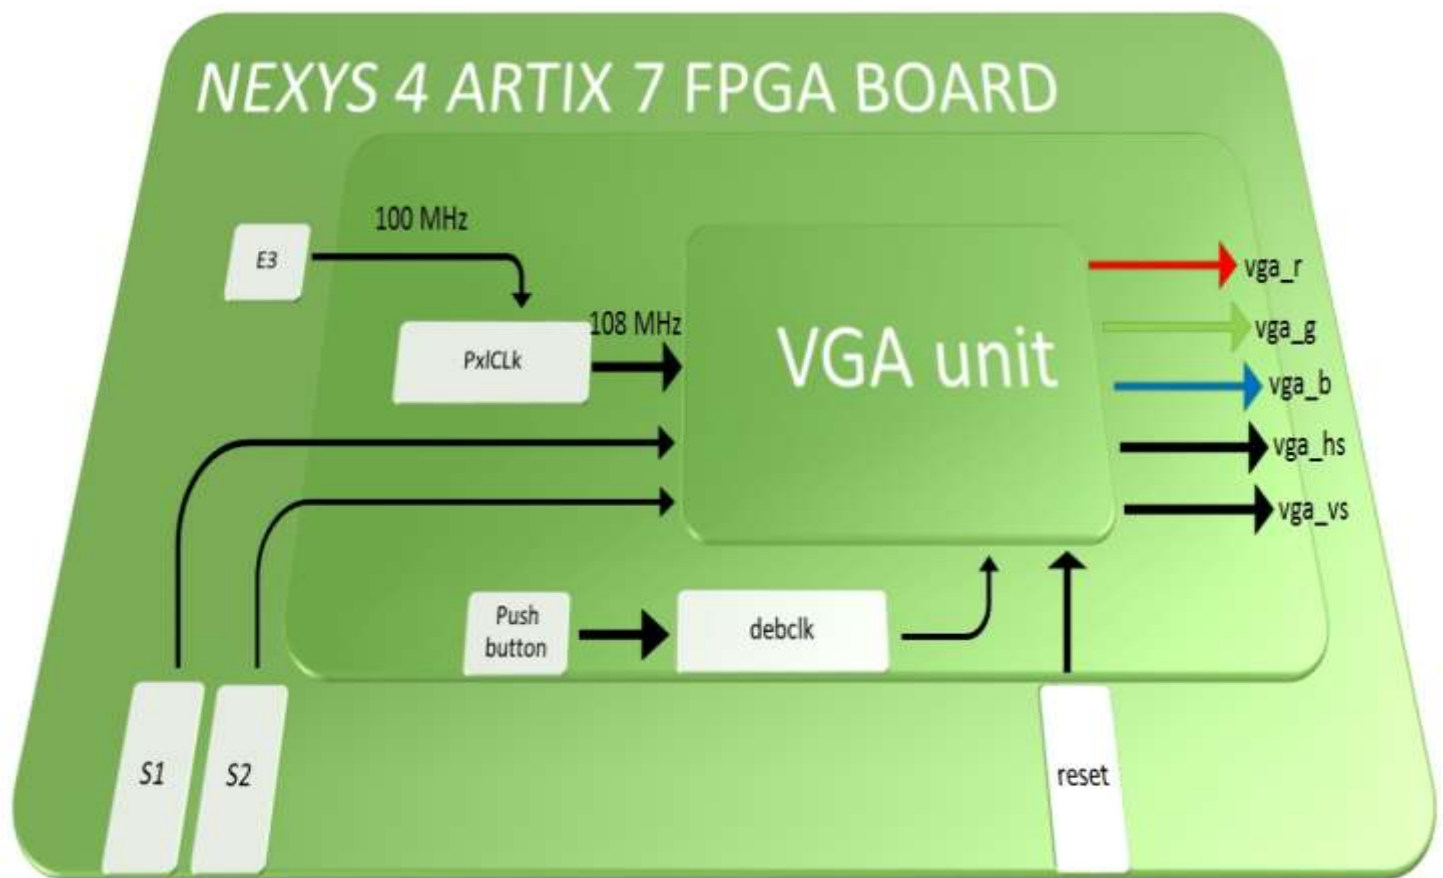 NEXYS 4 ARTIX 7 FPGA BOARD
100 MHz
E3
vga_r
108 MHz
PxlCLk
VGA unit
vga_g
vga_b
vga_hs
vga_vs
Push
button
debclk
S1
S2
reset